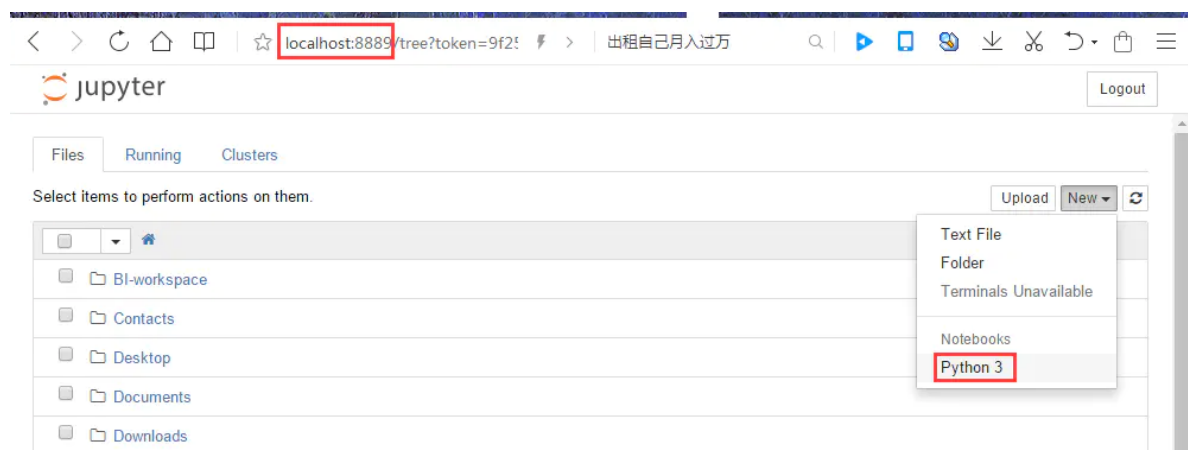 localhost:8889/tree?token=9f25 出租自己月入过万
jupyter Logout
Files Running Clusters
Select items to perform actions on them. Upload New
Text File
Folder
Terminals Unavailable
Notebooks
Python 3
BI-workspace
Contacts
Desktop
Documents
Downloads